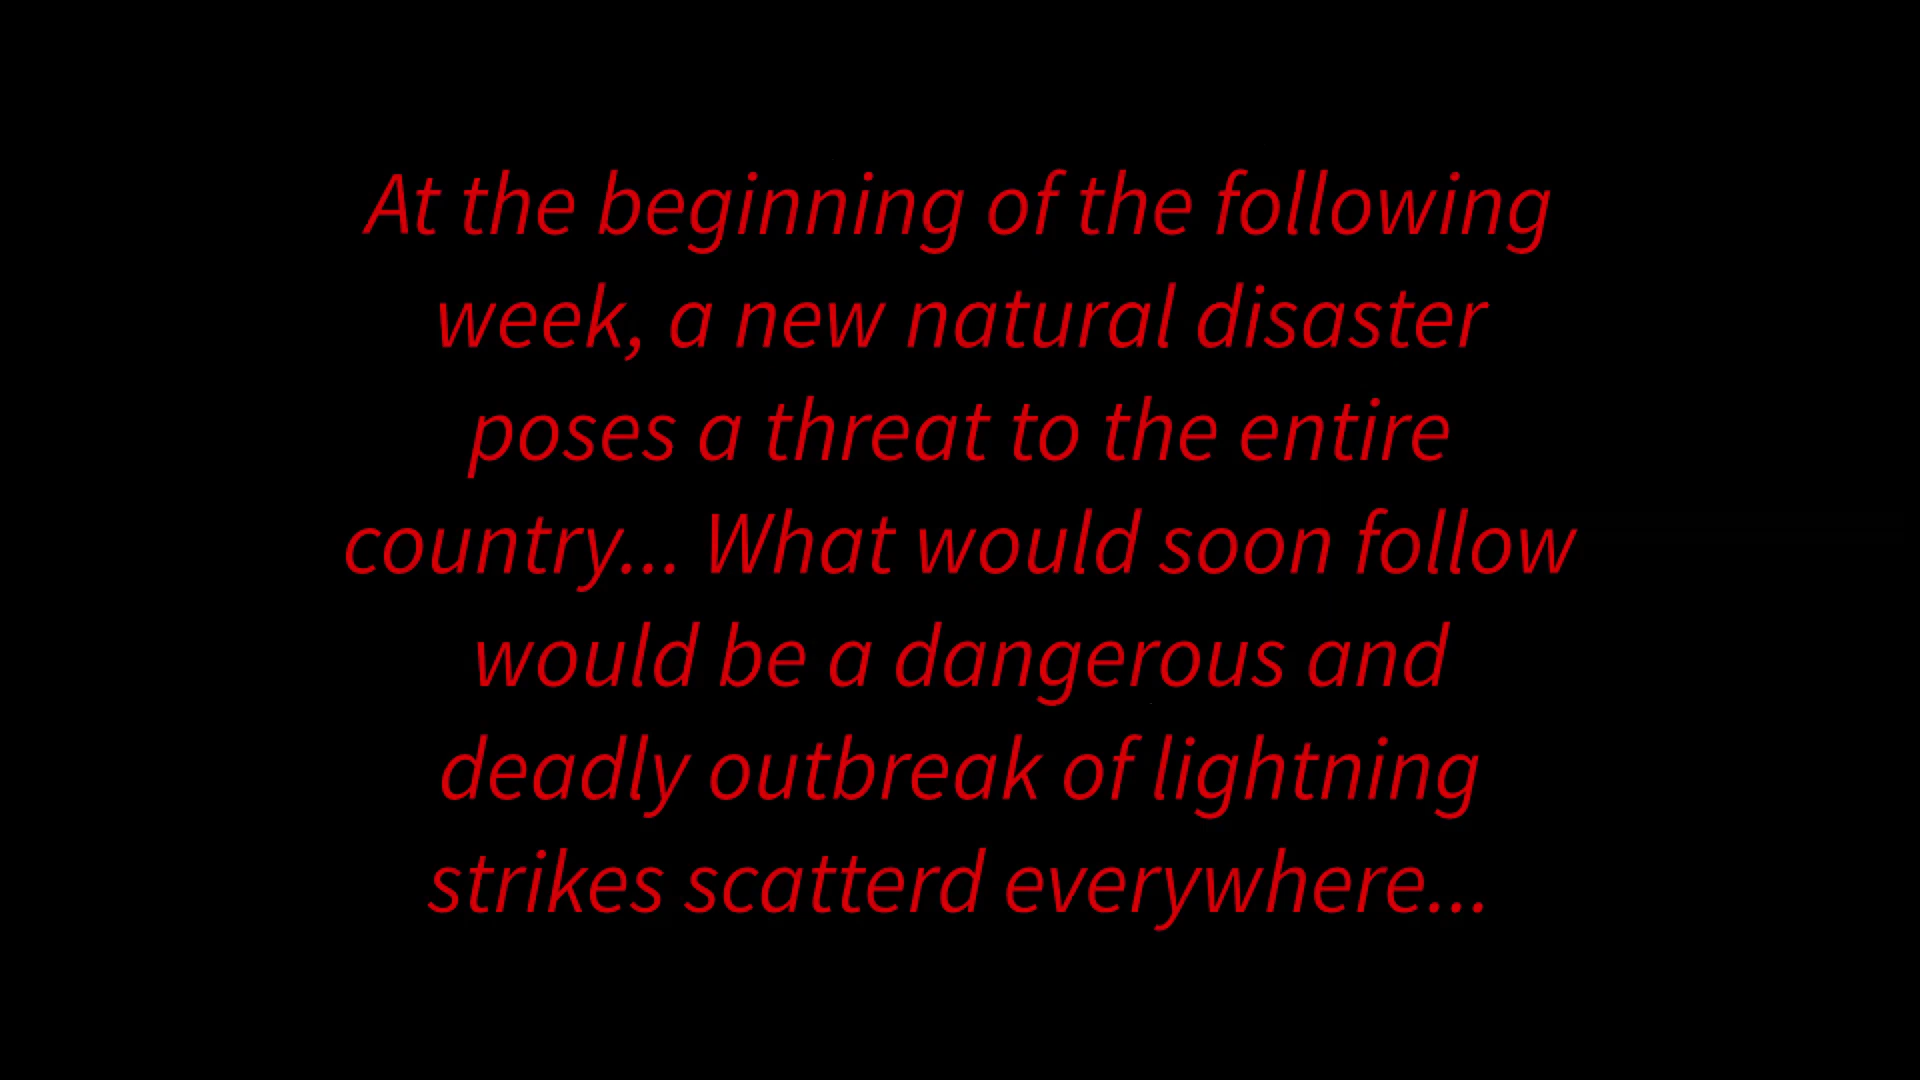 At the beginning of the following
week, a new natural disaster
poses a threat to the entire
country... What would soon follow
would be a dangerous and
deadly outbreak of lightning
strikes scatterd everywhere...